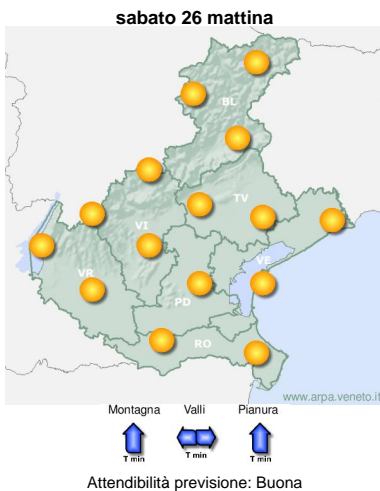 sabato 26 mattina
BL
TV
VI
VE
VR
PD
RO
www.arpa.veneto.it
Montagna Valli Pianura
T min T min T min
Attendibilità previsione: Buona